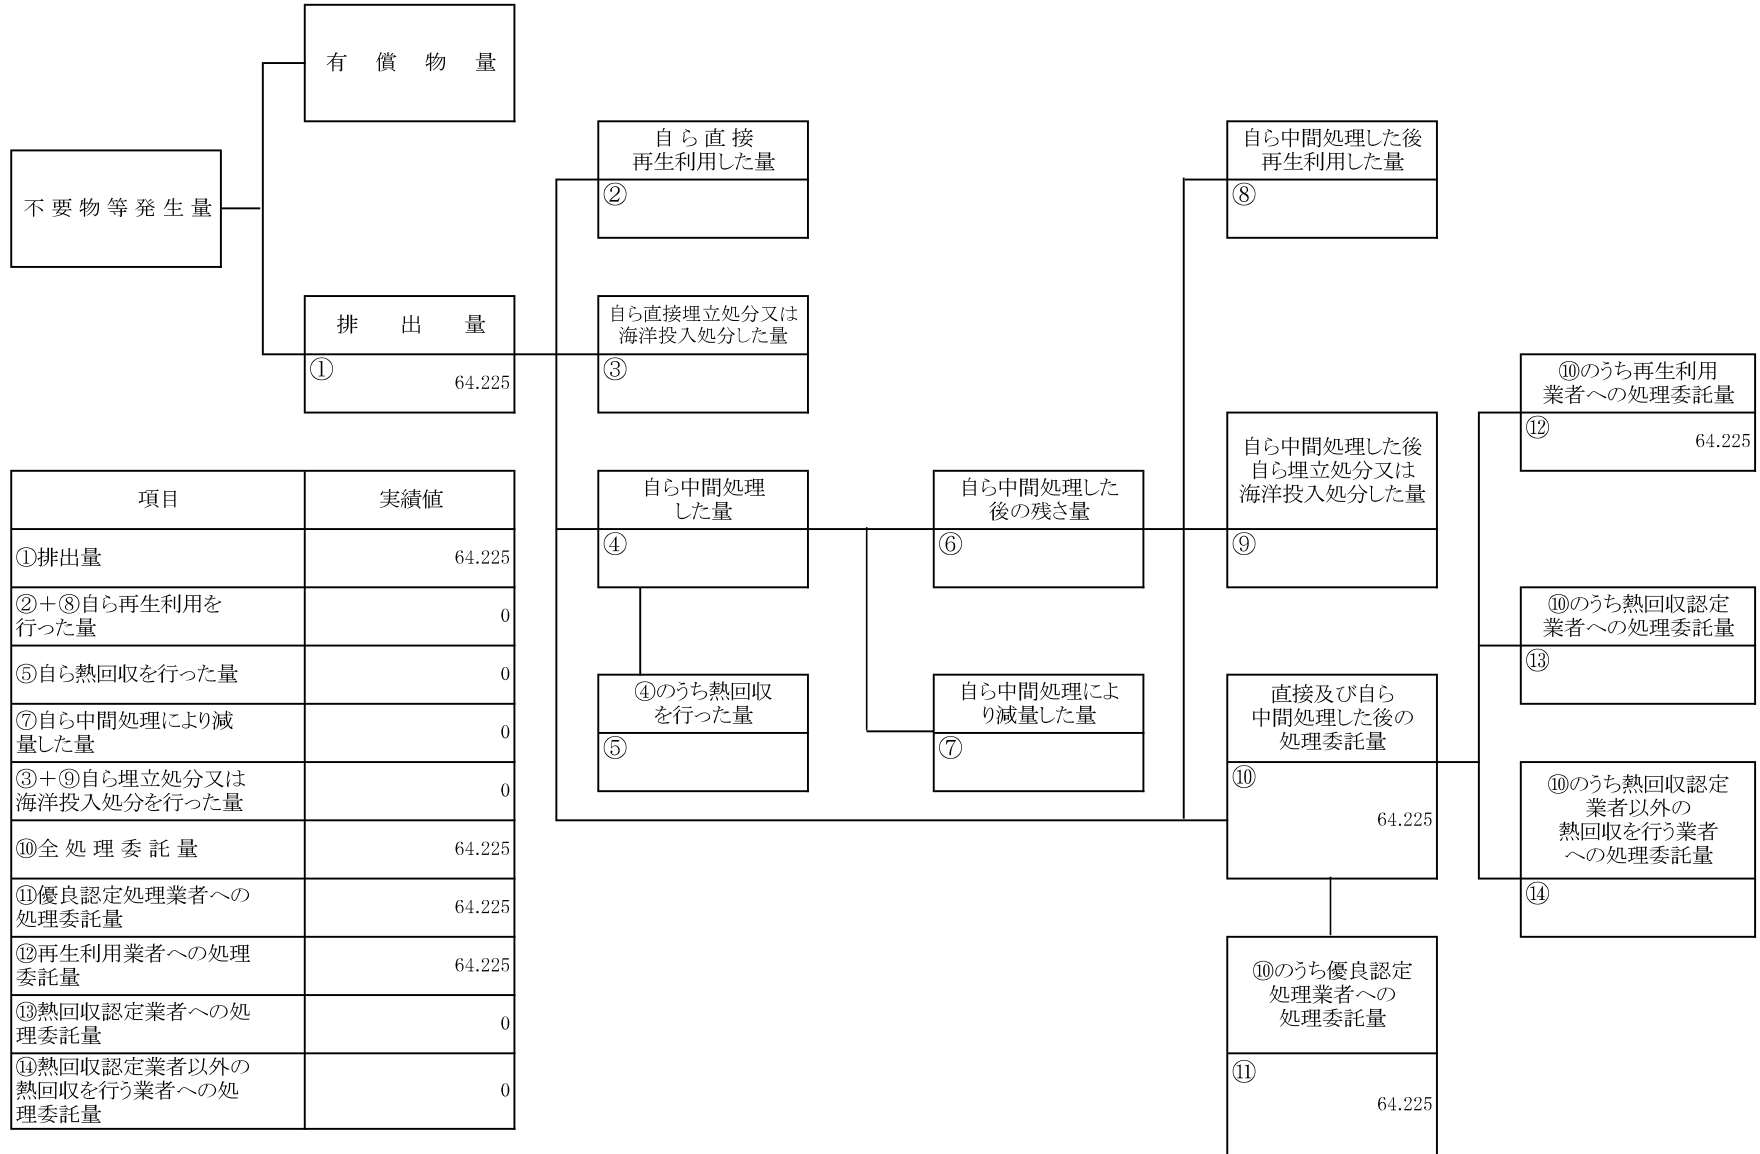 有償物量
不要物等発生量
排出量
①
64.225
自ら直接
再生利用した量
②
自ら直接埋立処分又は
海洋投入処分した量
③
自ら中間処理
した量
④
④のうち熱回収
を行った量
⑤
自ら中間処理した
後の残さ量
⑥
自ら中間処理によ
り減量した量
⑦
自ら中間処理した後
再生利用した量
⑧
自ら中間処理した後
自ら埋立処分又は
海洋投入処分した量
⑨
直接及び自ら
中間処理した後の
処理委託量
⑩
64.225
⑩のうち優良認定
処理業者への
処理委託量
⑪
64.225
⑩のうち再生利用
業者への処理委託量
⑫
64.225
⑩のうち熱回収認定
業者への処理委託量
⑬
⑩のうち熱回収認定
業者以外の
熱回収を行う業者
への処理委託量
⑭
項目 実績値
①排出量 64.225
②＋⑧自ら再生利用を
行った量 0
⑤自ら熱回収を行った量 0
⑦自ら中間処理により減
量した量 0
③＋⑨自ら埋立処分又は
海洋投入処分を行った量 0
⑩全処理委託量 64.225
⑪優良認定処理業者への
処理委託量 64.225
⑫再生利用業者への処理
委託量 64.225
⑬熱回収認定業者への処
理委託量 0
⑭熱回収認定業者以外の
熱回収を行う業者への処
理委託量 0